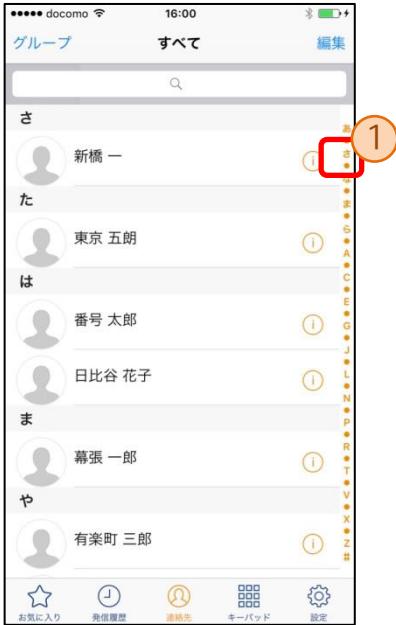 docomo 16:00
グループ すべて 編集
さ
新橋 一
た
東京 五朗
は
番号 太郎
日比谷 花子
ま
幕張 一郎
や
有楽町 三郎
あ
さ
な
ま
ら
A
C
E
G
J
L
N
P
R
T
V
X
Z
#
1
お気に入り 発信履歴 連絡先 キーパッド 設定